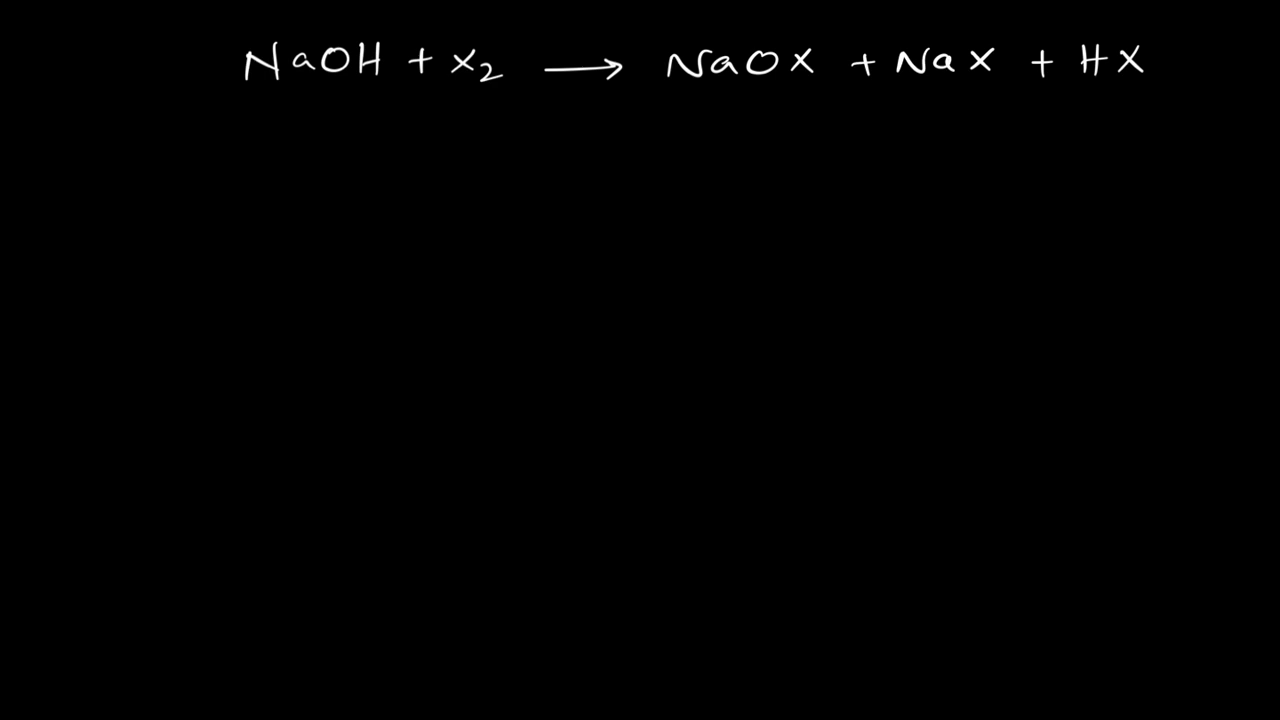 NaOH + x₂ ⟶ NaOX + NaX + HX